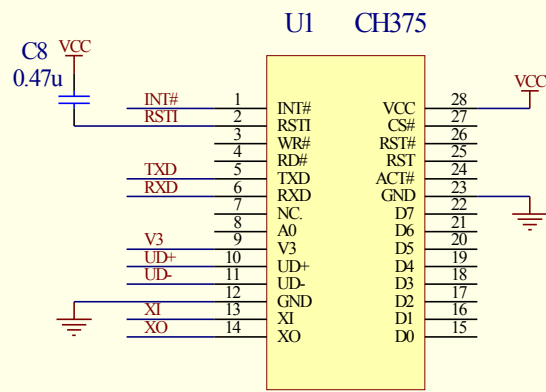 U1 CH375
C8 VCC
0.47u
VCC
INT# 1 INT# VCC 28
RSTI 2 RSTI CS# 27
3 WR# RST# 26
4 RD# RST 25
TXD 5 TXD ACT# 24
RXD 6 RXD GND 23
7 NC. D7 22
8 A0 D6 21
V3 9 V3 D5 20
UD+ 10 UD+ D4 19
UD- 11 UD- D3 18
12 GND D2 17
XI 13 XI D1 16
XO 14 XO D0 15